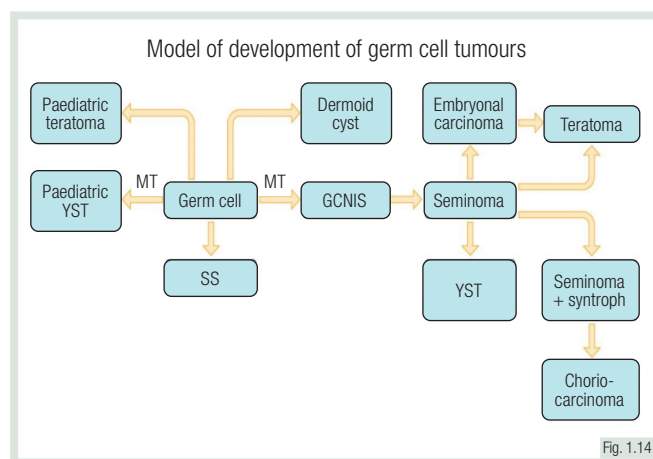 Model of development of germ cell tumours
Paediatric
teratoma
Dermoid
cyst
Embryonal
carcinoma
Teratoma
Paediatric
YST
MT
Germ cell
MT
GCNIS
Seminoma
SS
YST
Seminoma
+ syntroph
Chorio-
carcinoma
Fig. 1.14